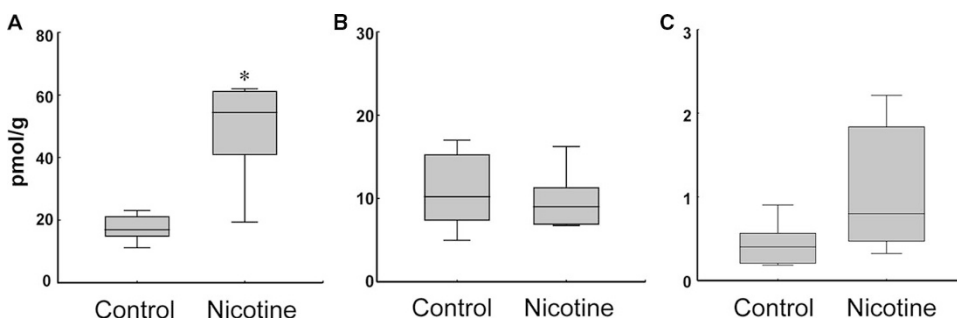 A
B
C
pmol/g
80
60
40
20
0
*
Control
Nicotine
30
20
10
0
Control
Nicotine
3
2
1
0
Control
Nicotine